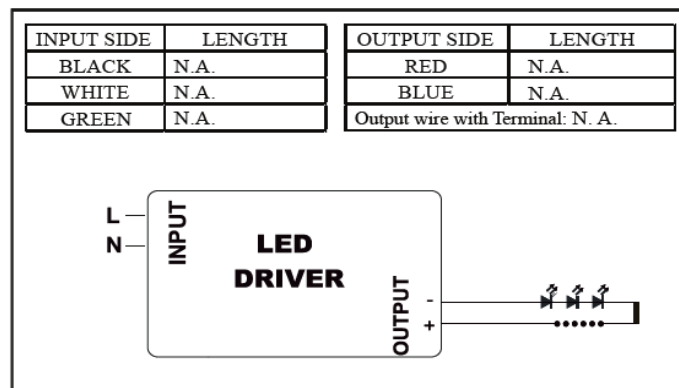 INPUT SIDE LENGTH
BLACK N.A.
WHITE N.A.
GREEN N.A.
OUTPUT SIDE LENGTH
RED N.A.
BLUE N.A.
Output wire with Terminal: N. A.
L
N
INPUT
LED
DRIVER
OUTPUT
-
+